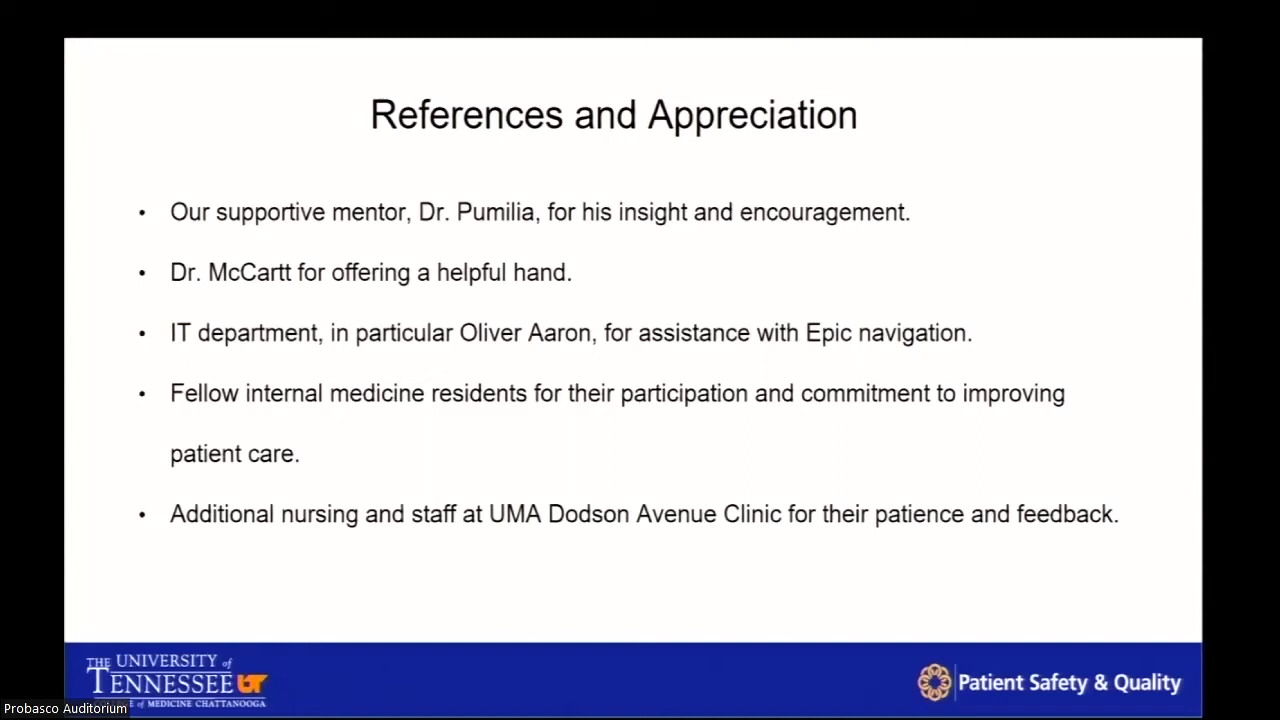 References and Appreciation
• Our supportive mentor, Dr. Pumilia, for his insight and encouragement.
• Dr. McCartt for offering a helpful hand.
• IT department, in particular Oliver Aaron, for assistance with Epic navigation.
• Fellow internal medicine residents for their participation and commitment to improving
patient care.
• Additional nursing and staff at UMA Dodson Avenue Clinic for their patience and feedback.
THE UNIVERSITY of
TENNESSEE UT
of MEDICINE CHATTANOOGA
Patient Safety & Quality
Probasco Auditorium